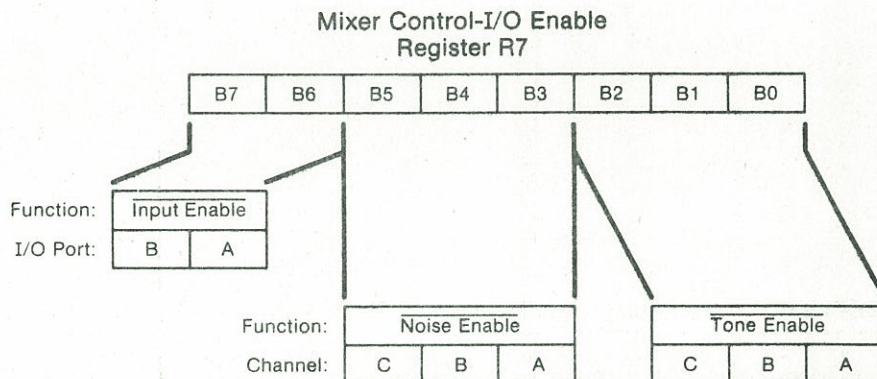 Mixer Control-I/O Enable
Register R7
B7 B6 B5 B4 B3 B2 B1 B0
Function: Input Enable
I/O Port: B A
Function: Noise Enable Tone Enable
Channel: C B A C B A